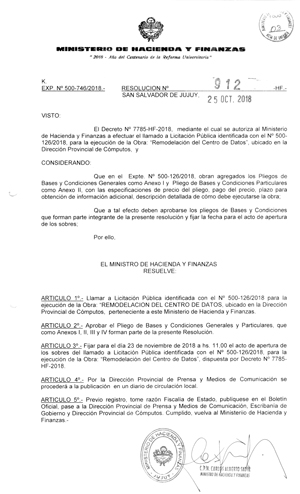 MINISTERIO DE HACIENDA Y FINANZAS
"2018 - Año del Centenario de la Reforma Universitaria"
K.
EXP. Nº 500-746/2018.-
RESOLUCION Nº 912 -HF.-
SAN SALVADOR DE JUJUY, 25 OCT. 2018
VISTO:
El Decreto Nº 7785-HF-2018, mediante el cual se autoriza al Ministerio
de Hacienda y Finanzas a efectuar el llamado a Licitación Pública identificada con el Nº 500-
126/2018, para la ejecución de la Obra: "Remodelación del Centro de Datos", ubicado en la
Dirección Provincial de Cómputos, y
CONSIDERANDO:
Que en el Expte. Nº 500-126/2018, obran agregados los Pliegos de
Bases y Condiciones Generales como Anexo I y Pliego de Bases y Condiciones Particulares
como Anexo II, con las especificaciones de precio del pliego, pago del precio, plazo para
obtención de información adicional, descripción detallada de cómo debe ejecutarse la obra;
Que a tal efecto deben aprobarse los pliegos de Bases y Condiciones
que forman parte integrante de la presente resolución y fijar la fecha para el acto de apertura
de los sobres;
Por ello,
EL MINISTRO DE HACIENDA Y FINANZAS
RESUELVE:
ARTICULO 1º.- Llamar a Licitación Pública identificada con el Nº 500-126/2018 para la
ejecución de la Obra: "REMODELACION DEL CENTRO DE DATOS, ubicado en la Dirección
Provincial de Cómputos, perteneciente a este Ministerio de Hacienda y Finanzas.
ARTICULO 2º.- Aprobar el Pliego de Bases y Condiciones Generales y Particulares, que
como Anexos I, II, III y IV forman parte de la presente Resolución.
ARTICULO 3º.- Fijar para el día 23 de noviembre de 2018 a hs. 11,00 el acto de apertura
de los sobres del llamado a Licitación Pública identificada con el Nº 500-126/2018, para la
ejecución de la Obra: "Remodelación del Centro de Datos", dispuesta por Decreto Nº 7785-
HF-2018.
ARTICULO 4º.- Por la Dirección Provincial de Prensa y Medios de Comunicación se
procederá a la publicación en un diario de circulación local.
ARTICULO 5º.- Previo registro, tome razón Fiscalía de Estado, publíquese en el Boletín
Oficial, pase a la Dirección Provincial de Prensa y Medios de Comunicación, Escribanía de
Gobierno y Dirección Provincial de Cómputos. Cumplido, vuelva al Ministerio de Hacienda y
Finanzas.-
C.P.N. CARLOS ALBERTO SADIR
MINISTRO DE HACIENDA Y FINANZAS